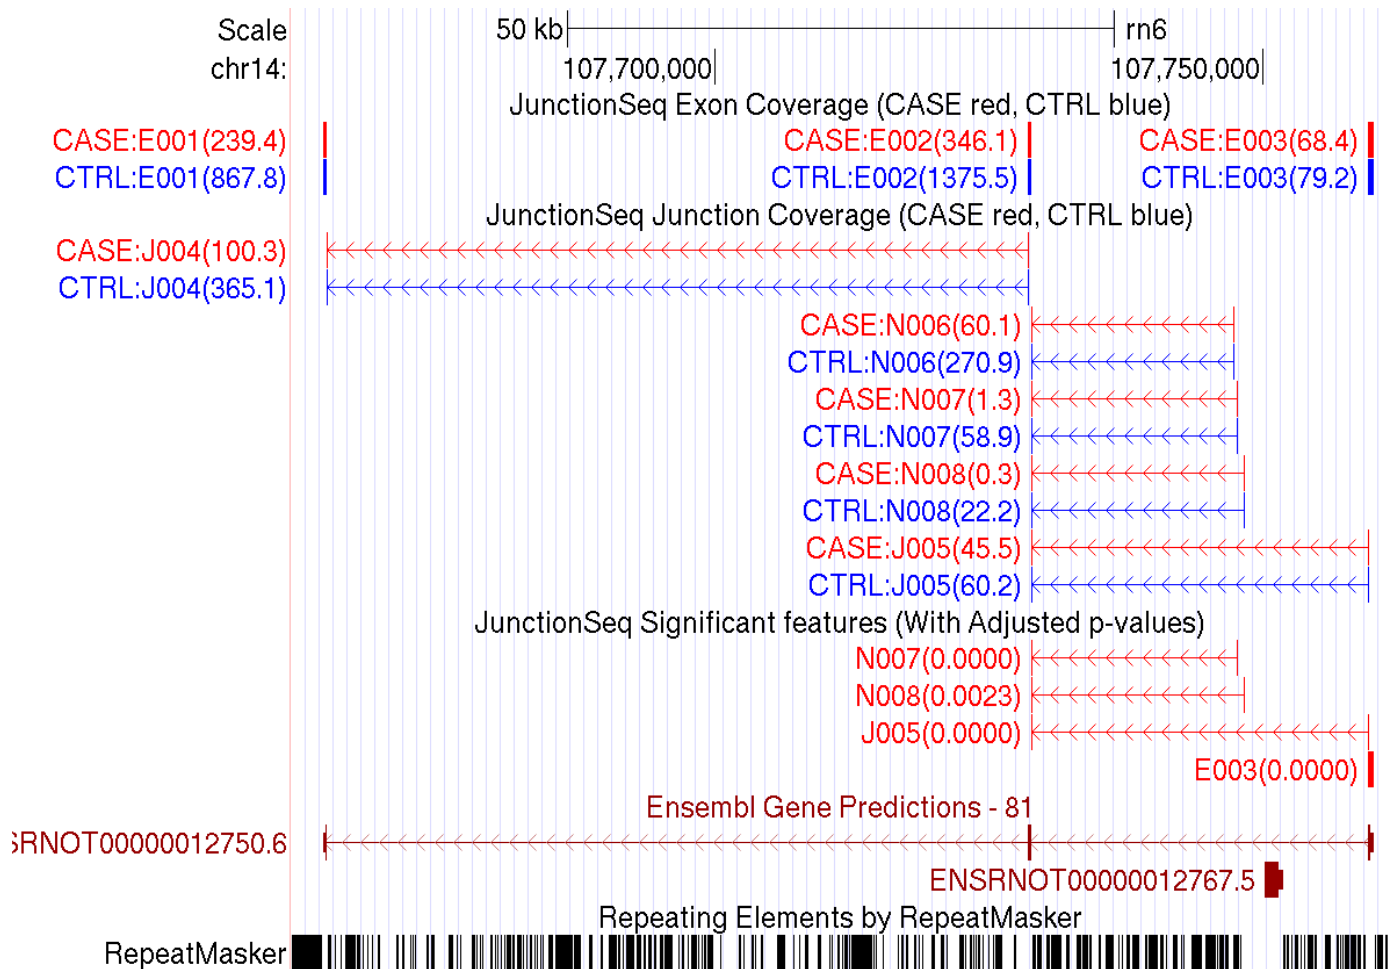 Scale 50 kb rn6
chr14: 107,700,000 107,750,000
JunctionSeq Exon Coverage (CASE red, CTRL blue)
CASE:E001(239.4) CASE:E002(346.1) CASE:E003(68.4)
CTRL:E001(867.8) CTRL:E002(1375.5) CTRL:E003(79.2)
JunctionSeq Junction Coverage (CASE red, CTRL blue)
CASE:J004(100.3)
CTRL:J004(365.1)
CASE:N006(60.1)
CTRL:N006(270.9)
CASE:N007(1.3)
CTRL:N007(58.9)
CASE:N008(0.3)
CTRL:N008(22.2)
CASE:J005(45.5)
CTRL:J005(60.2)
JunctionSeq Significant features (With Adjusted p-values)
N007(0.0000)
N008(0.0023)
J005(0.0000)
E003(0.0000)
Ensembl Gene Predictions - 81
SRNOT00000012750.6
ENSRNOT00000012767.5
Repeating Elements by RepeatMasker
RepeatMasker